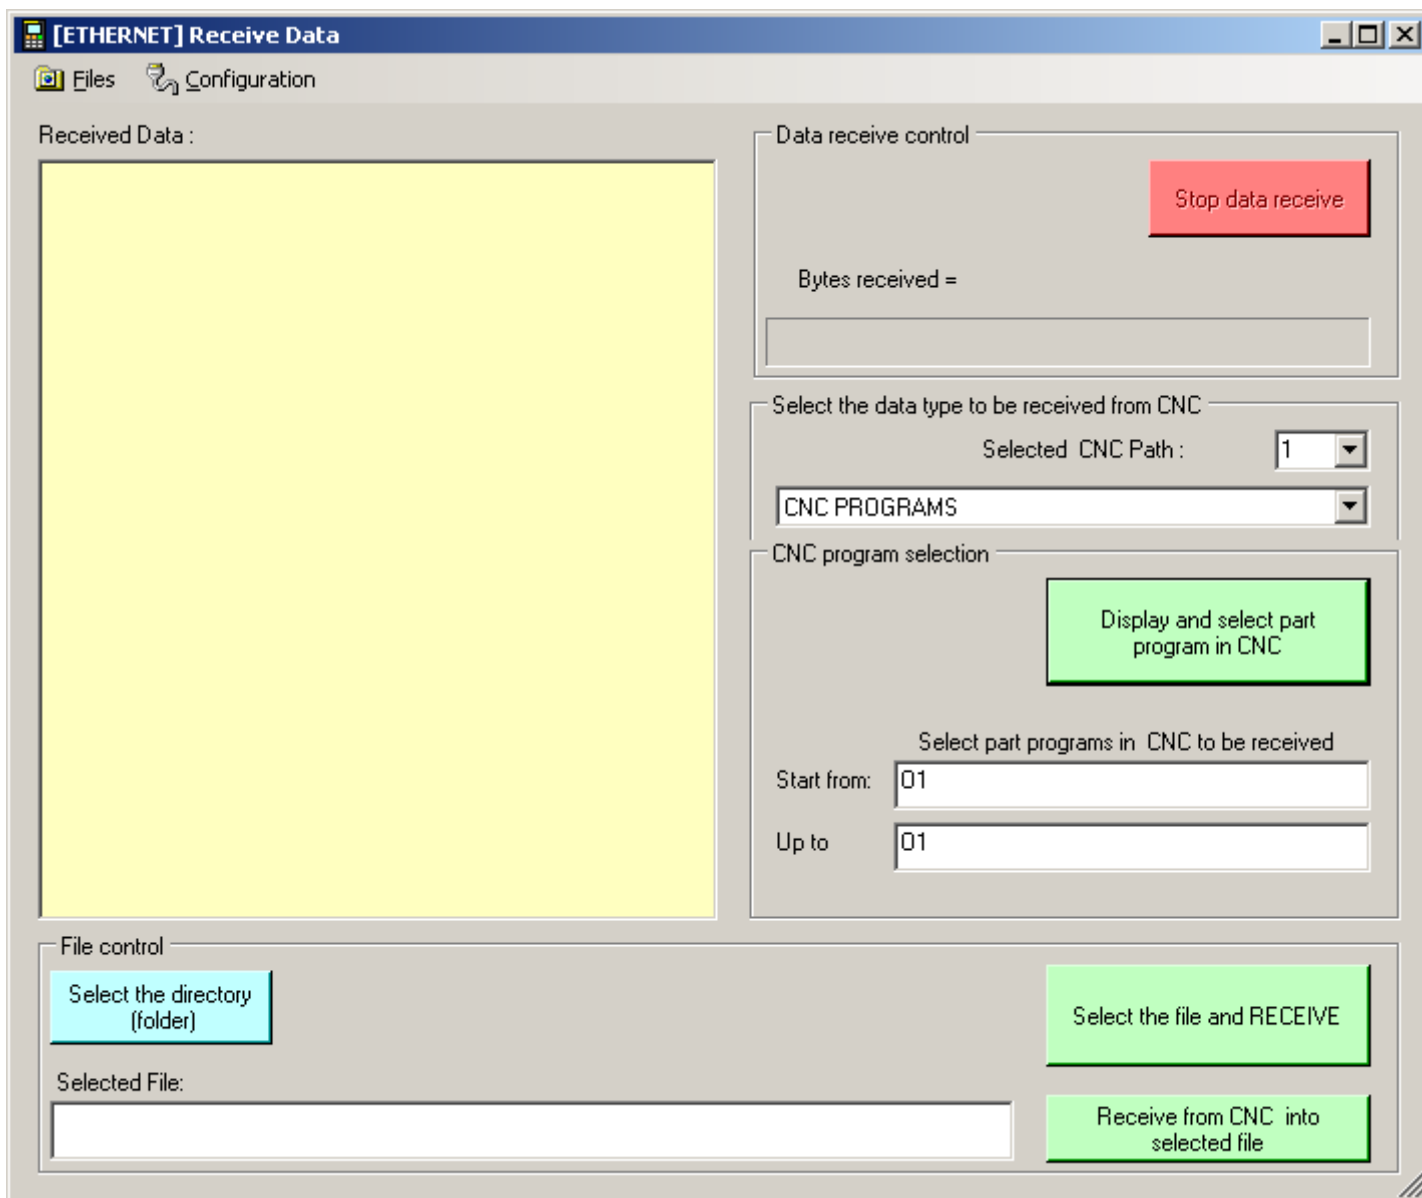 [ETHERNET] Receive Data
Files Configuration
Received Data :
Data receive control
Stop data receive
Bytes received =
Select the data type to be received from CNC
Selected CNC Path : 1
CNC PROGRAMS
CNC program selection
Display and select part
program in CNC
Select part programs in CNC to be received
Start from: O1
Up to O1
File control
Select the directory
(folder)
Select the file and RECEIVE
Selected File:
Receive from CNC into
selected file